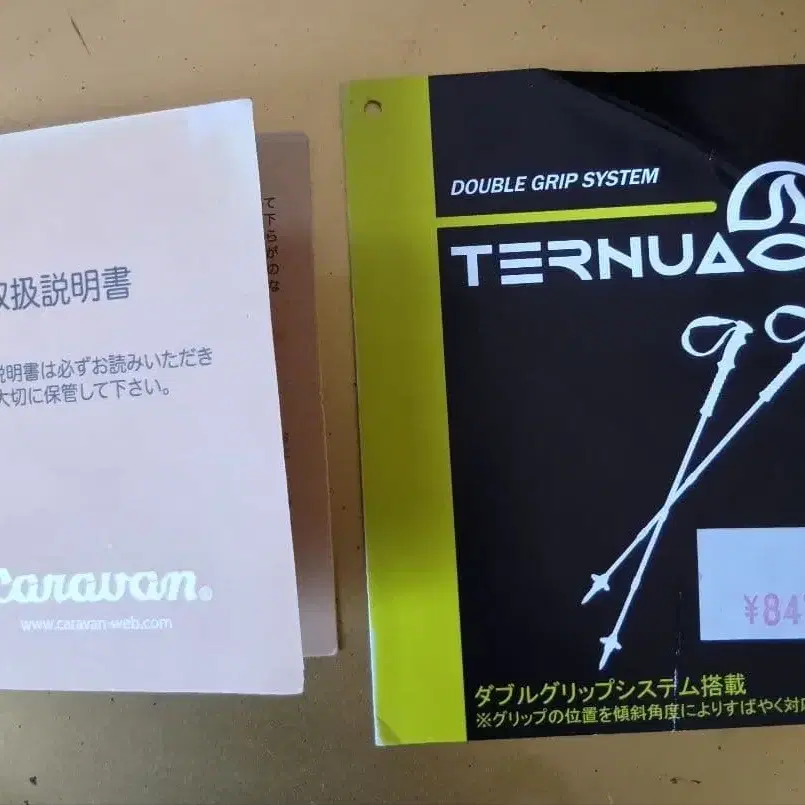 取扱説明書
説明書は必ずお読みいただき
大切に保管して下さい。
Caravan®
www.caravan-web.com
て
下
らが
のな
DOUBLE GRIP SYSTEM
TERNUA
¥84
ダブルグリップシステム搭載
※グリップの位置を傾斜角度によりすばやく対応